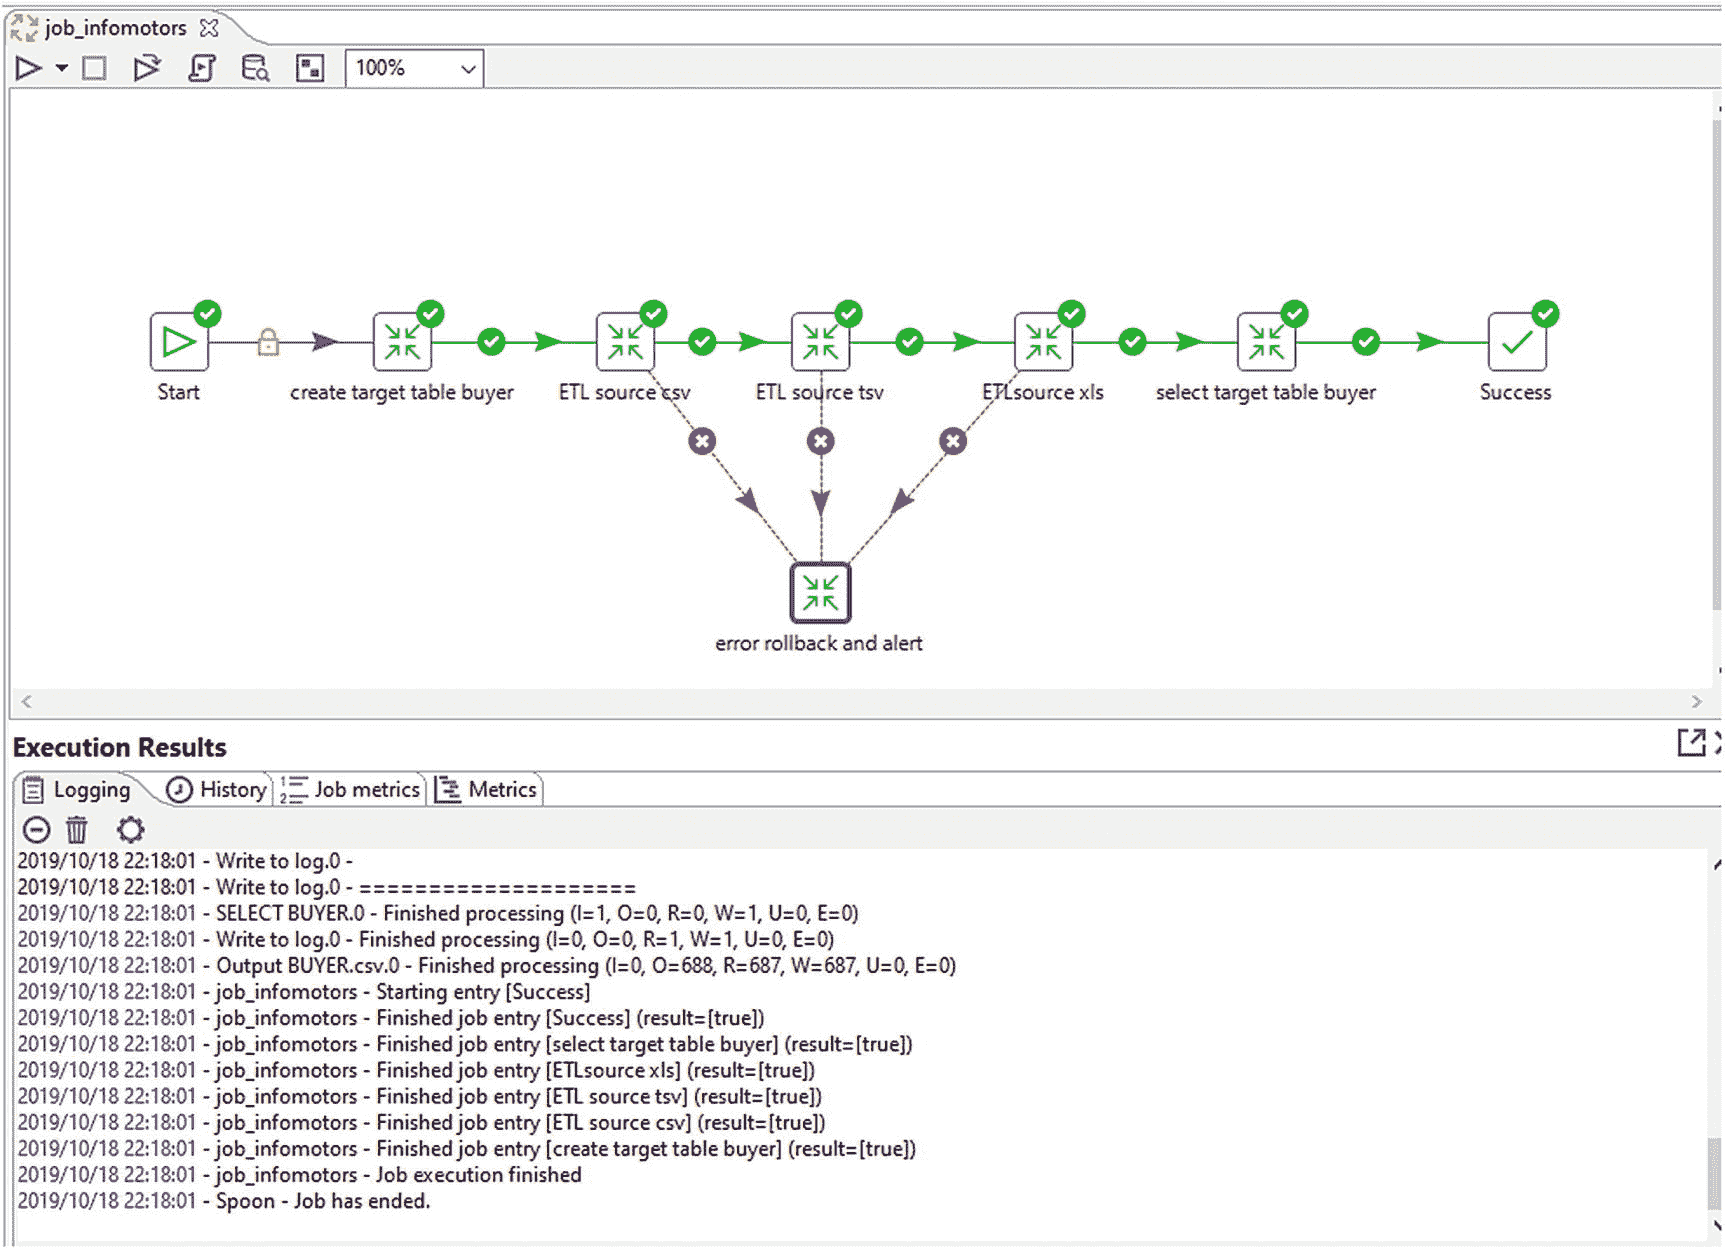 job_infomotors
100%
Start
create target table buyer
ETL source csv
ETL source tsv
ETLsource xls
select target table buyer
Success
error rollback and alert
Execution Results
Logging History Job metrics Metrics
2019/10/18 22:18:01 - Write to log.0 -
2019/10/18 22:18:01 - Write to log.0 - ====================
2019/10/18 22:18:01 - SELECT BUYER.0 - Finished processing (I=1, O=0, R=0, W=1, U=0, E=0)
2019/10/18 22:18:01 - Write to log.0 - Finished processing (I=0, O=0, R=1, W=1, U=0, E=0)
2019/10/18 22:18:01 - Output BUYER.csv.0 - Finished processing (I=0, O=688, R=687, W=687, U=0, E=0)
2019/10/18 22:18:01 - job_infomotors - Starting entry [Success]
2019/10/18 22:18:01 - job_infomotors - Finished job entry [Success] (result=[true])
2019/10/18 22:18:01 - job_infomotors - Finished job entry [select target table buyer] (result=[true])
2019/10/18 22:18:01 - job_infomotors - Finished job entry [ETLsource xls] (result=[true])
2019/10/18 22:18:01 - job_infomotors - Finished job entry [ETL source tsv] (result=[true])
2019/10/18 22:18:01 - job_infomotors - Finished job entry [ETL source csv] (result=[true])
2019/10/18 22:18:01 - job_infomotors - Finished job entry [create target table buyer] (result=[true])
2019/10/18 22:18:01 - job_infomotors - Job execution finished
2019/10/18 22:18:01 - Spoon - Job has ended.